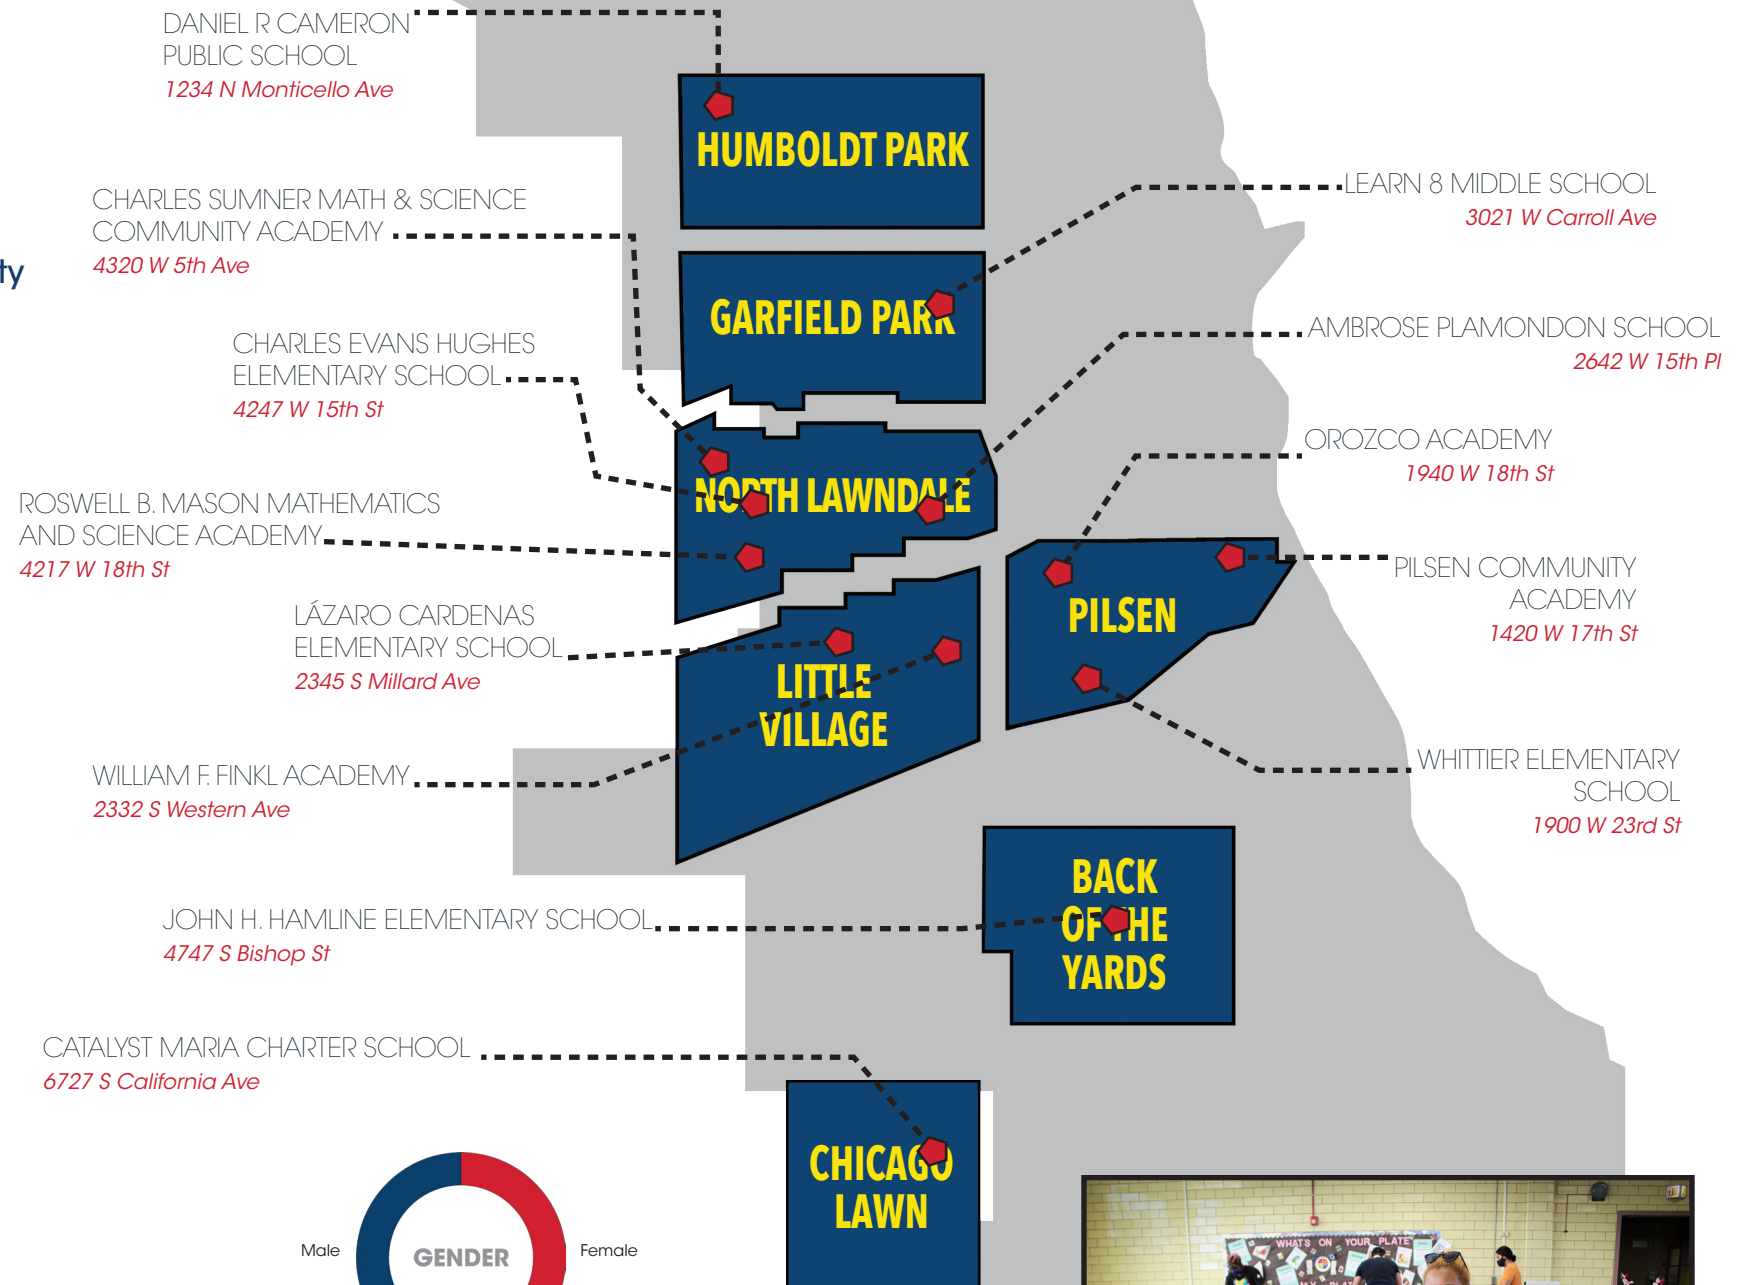 DANIEL R CAMERON
PUBLIC SCHOOL
1234 N Monticello Ave
HUMBOLDT PARK
CHARLES SUMNER MATH & SCIENCE
COMMUNITY ACADEMY
4320 W 5th Ave
ty
LEARN 8 MIDDLE SCHOOL
3021 W Carroll Ave
GARFIELD PARK
CHARLES EVANS HUGHES
ELEMENTARY SCHOOL
4247 W 15th St
AMBROSE PLAMONDON SCHOOL
2642 W 15th Pl
OROZCO ACADEMY
1940 W 18th St
NORTH LAWNDALE
ROSWELL B. MASON MATHEMATICS
AND SCIENCE ACADEMY
4217 W 18th St
PILSEN COMMUNITY
ACADEMY
1420 W 17th St
PILSEN
LÁZARO CARDENAS
ELEMENTARY SCHOOL
2345 S Millard Ave
LITTLE
VILLAGE
WILLIAM F. FINKL ACADEMY
2332 S Western Ave
WHITTIER ELEMENTARY
SCHOOL
1900 W 23rd St
BACK
OF THE
YARDS
JOHN H. HAMLINE ELEMENTARY SCHOOL
4747 S Bishop St
CATALYST MARIA CHARTER SCHOOL
6727 S California Ave
CHICAGO
LAWN
Male
GENDER
Female
WHATS ON YOUR PLATE